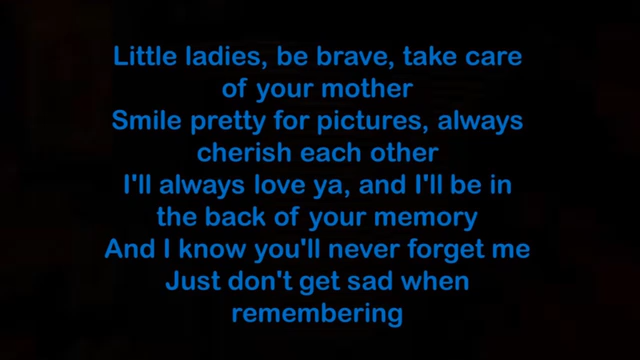 Little ladies, be brave, take care
of your mother
Smile pretty for pictures, always
cherish each other
I'll always love ya, and I'll be in
the back of your memory
And I know you'll never forget me
Just don't get sad when
remembering